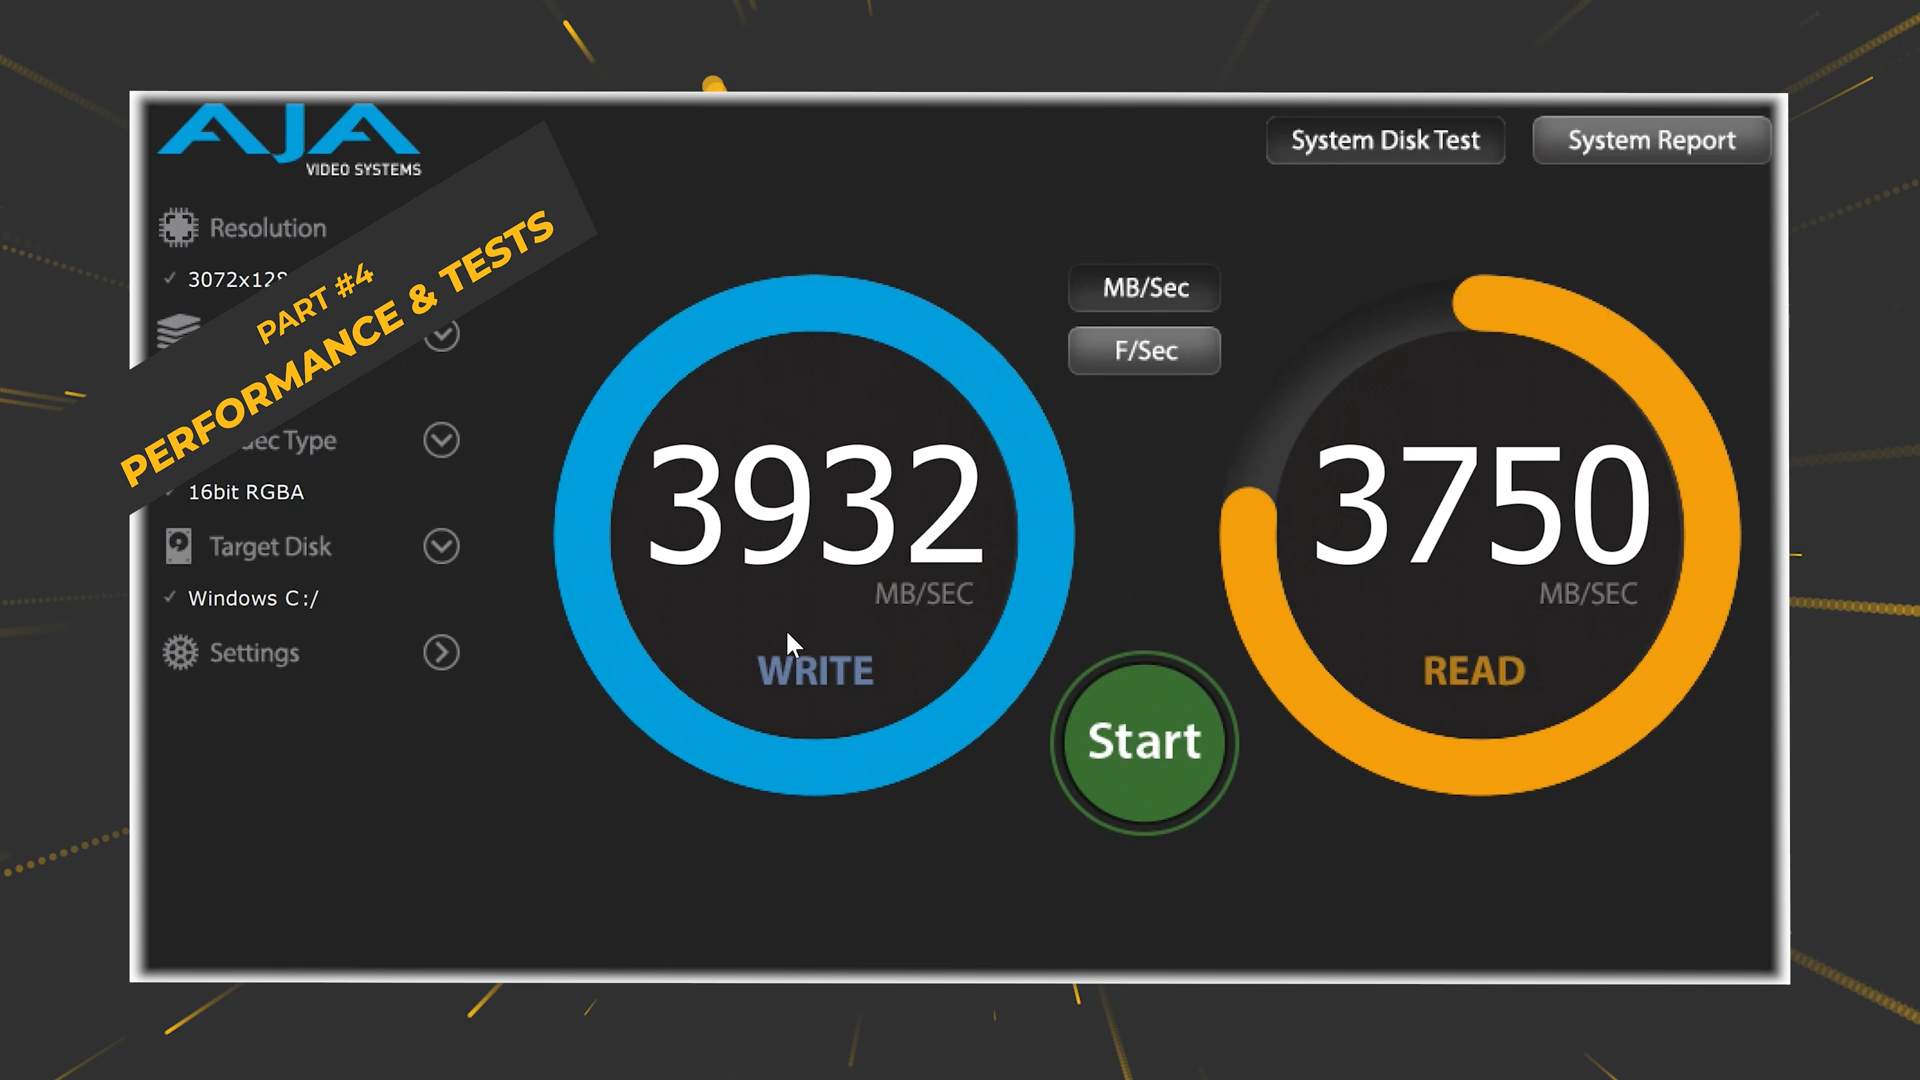 AJA
VIDEO SYSTEMS
System Disk Test
System Report
Resolution
PART #4
PERFORMANCE & TESTS
Type
16bit RGBA
Target Disk
Windows C:/
Settings
3932
MB/SEC
WRITE
MB/Sec
F/Sec
Start
3750
MB/SEC
READ